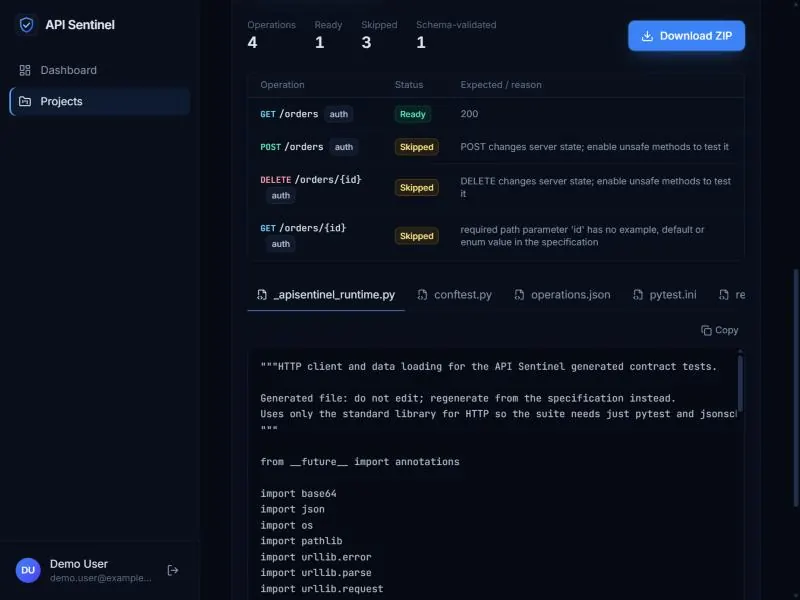 API Sentinel
Dashboard
Projects
Operations Ready Skipped Schema-validated
4 1 3 1
Download ZIP
Operation Status Expected / reason
GET /orders auth Ready 200
POST /orders auth Skipped POST changes server state; enable unsafe methods to test it
DELETE /orders/{id} auth Skipped DELETE changes server state; enable unsafe methods to test
it
GET /orders/{id} auth Skipped required path parameter 'id' has no example, default or
enum value in the specification
_apisentinel_runtime.py conftest.py operations.json pytest.ini re
Copy
"""HTTP client and data loading for the API Sentinel generated contract tests.
Generated file: do not edit; regenerate from the specification instead.
Uses only the standard library for HTTP so the suite needs just pytest and jsonsc
"""
from __future__ import annotations
import base64
import json
import os
import pathlib
import urllib.error
import urllib.parse
import urllib.request
DU
Demo User
demo.user@example...